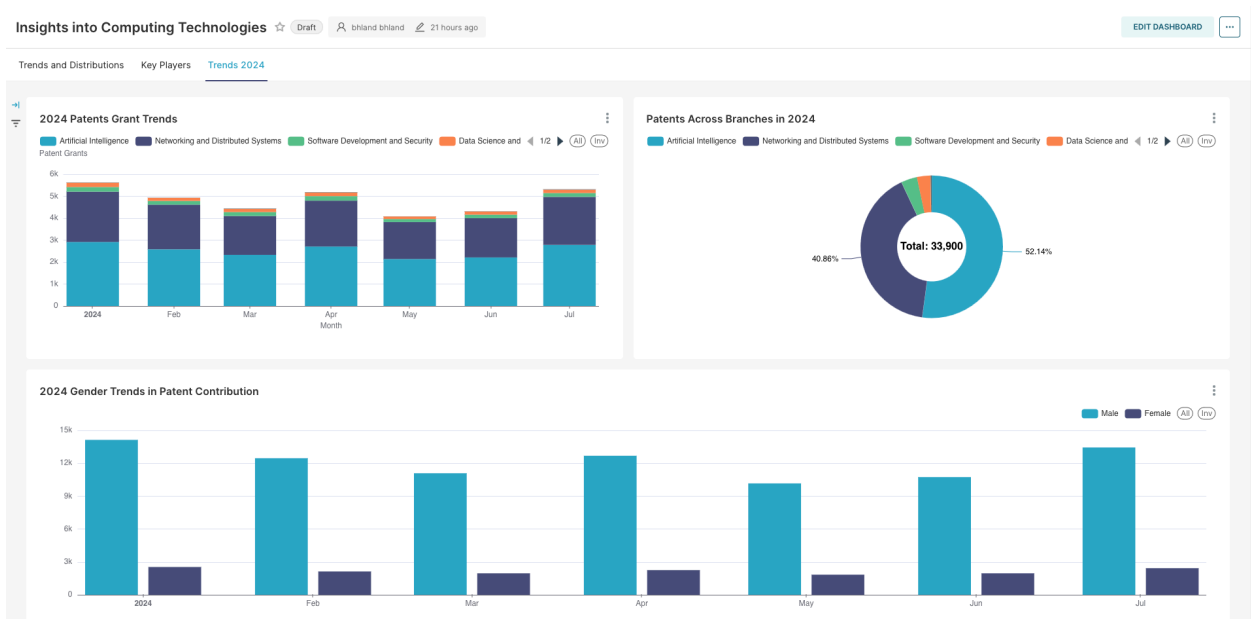 Insights into Computing Technologies Draft bhland bhland 21 hours ago EDIT DASHBOARD ...
Trends and Distributions Key Players Trends 2024
2024 Patents Grant Trends
Artificial Intelligence Networking and Distributed Systems Software Development and Security Data Science and 1/2 All Inv
Patent Grants
6k
5k
4k
3k
2k
1k
0
2024 Feb Mar Apr May Jun Jul
Month
Patents Across Branches in 2024
Artificial Intelligence Networking and Distributed Systems Software Development and Security Data Science and 1/2 All Inv
Total: 33,900
52.14%
40.86%
2024 Gender Trends in Patent Contribution
Male Female All Inv
15k
12k
9k
6k
3k
0
2024 Feb Mar Apr May Jun Jul